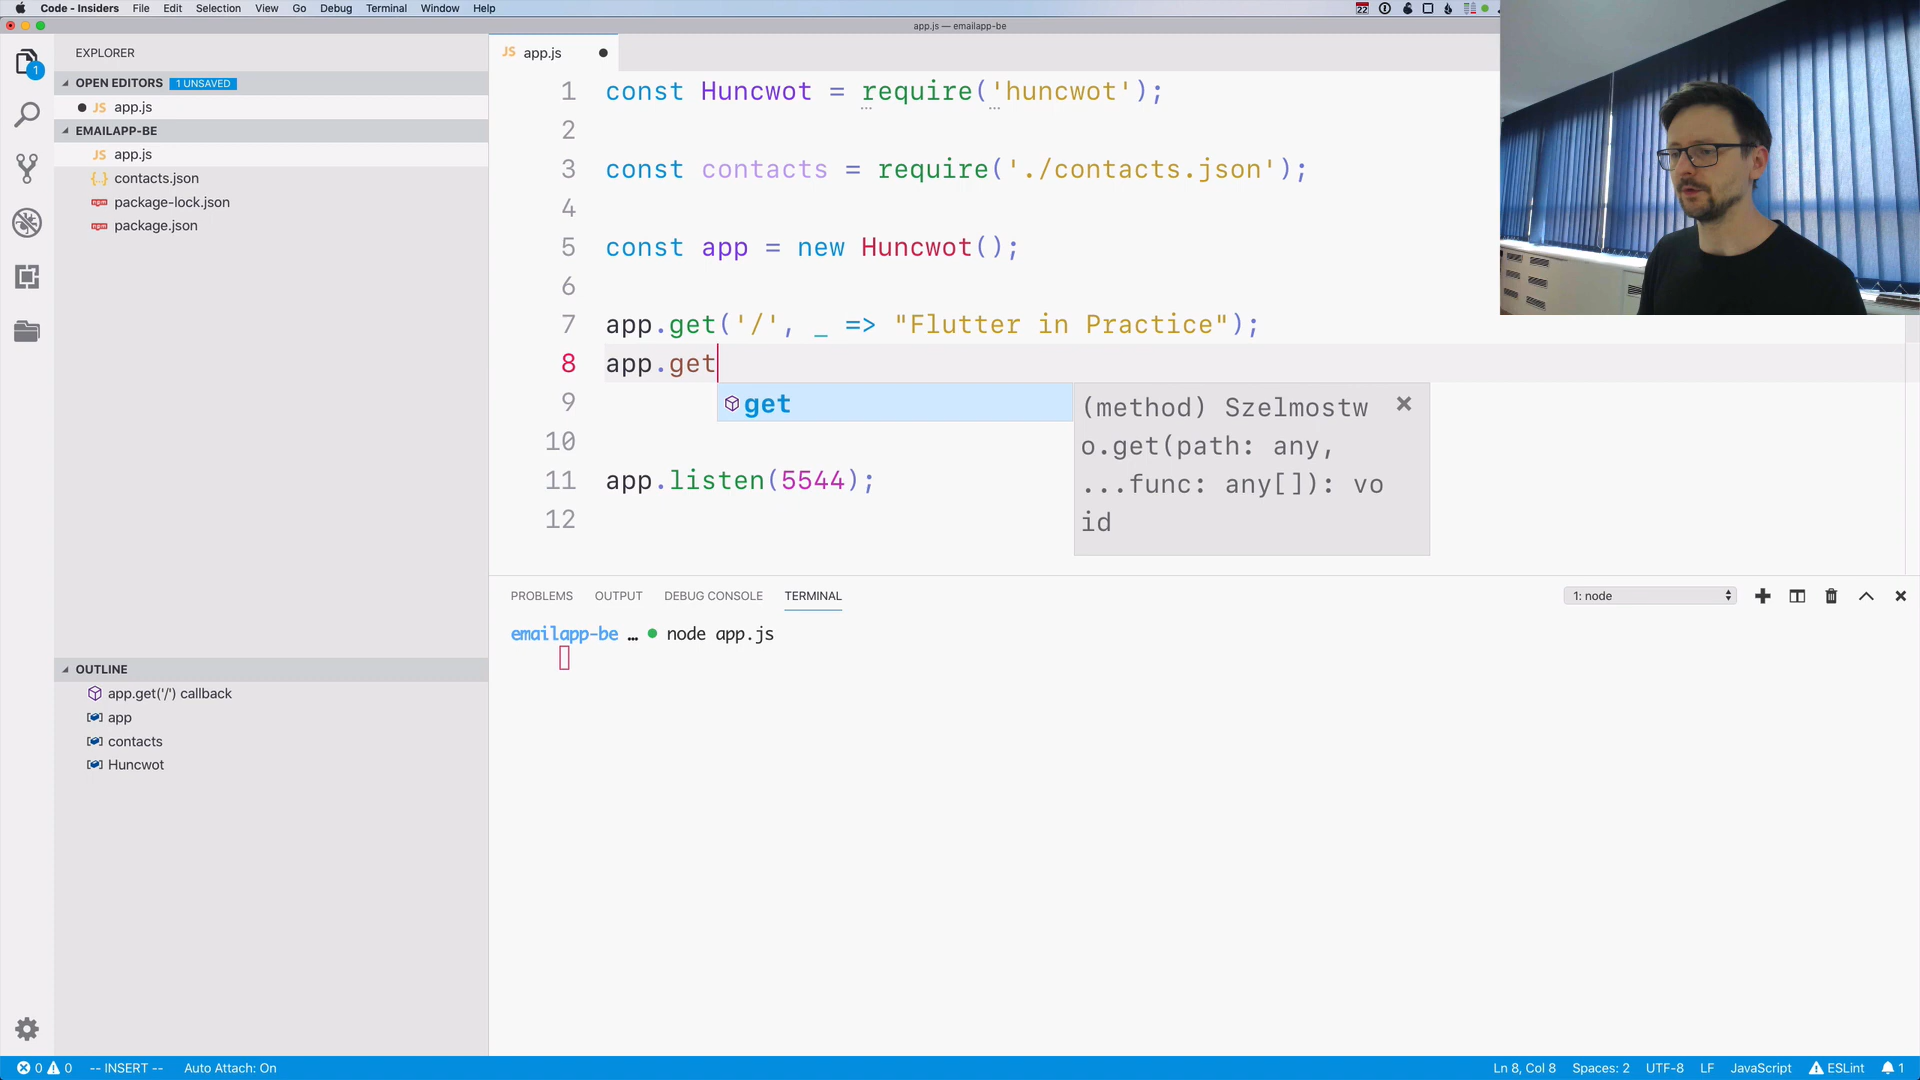 Code - Insiders File Edit Selection View Go Debug Terminal Window Help
22
app.js — emailapp-be
EXPLORER
OPEN EDITORS 1 UNSAVED
JS app.js
EMAILAPP-BE
JS app.js
{..} contacts.json
npm package-lock.json
npm package.json
1
JS app.js
1 const Huncwot = require('huncwot');
2
3 const contacts = require('./contacts.json');
4
5 const app = new Huncwot();
6
7 app.get('/', _ => "Flutter in Practice");
8 app.get
9
10
11 app.listen(5544);
12
get
(method) Szelmostw
o.get(path: any,
...func: any[]): vo
id
PROBLEMS OUTPUT DEBUG CONSOLE TERMINAL
1: node
emailapp-be … ● node app.js
OUTLINE
app.get('/') callback
app
contacts
Huncwot
0 0 -- INSERT -- Auto Attach: On
Ln 8, Col 8 Spaces: 2 UTF-8 LF JavaScript ESLint 1